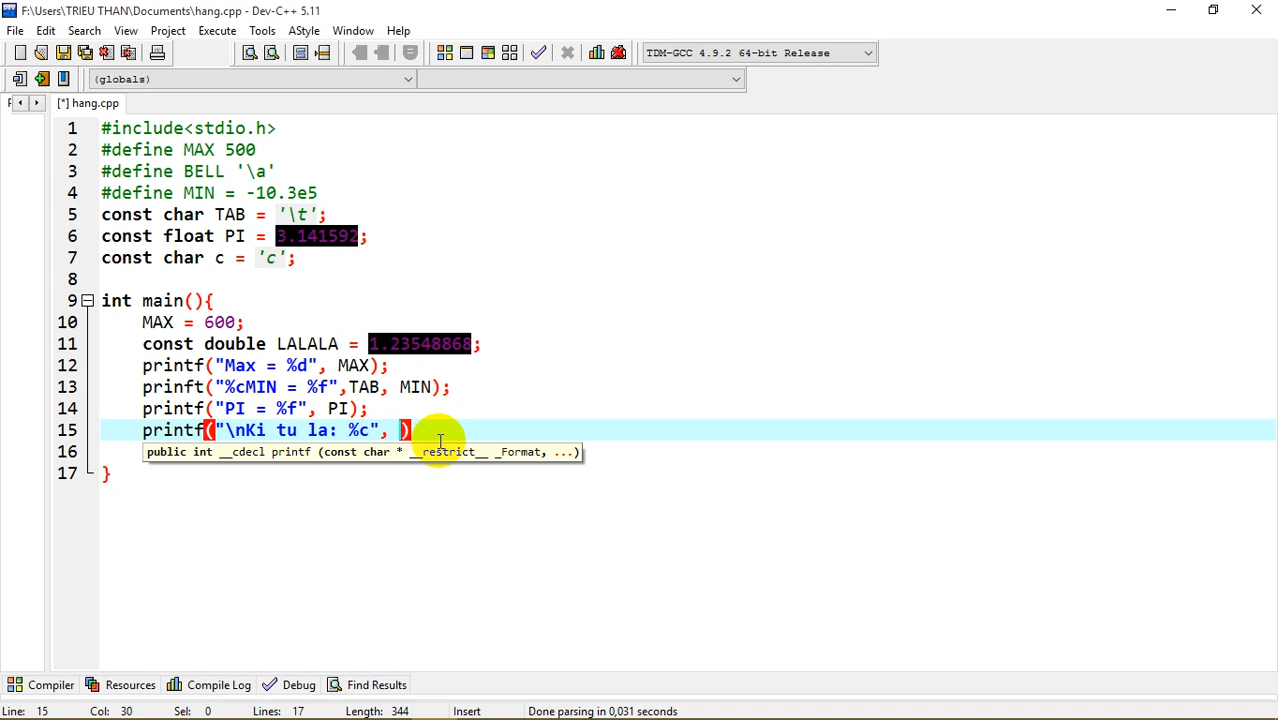 F:\Users\TRIEU THAN\Documents\hang.cpp - Dev-C++ 5.11
File Edit Search View Project Execute Tools AStyle Window Help
TDM-GCC 4.9.2 64-bit Release
(globals)
[*] hang.cpp
1 #include<stdio.h>
2 #define MAX 500
3 #define BELL '\a'
4 #define MIN = -10.3e5
5 const char TAB = '\t';
6 const float PI = 3.141592;
7 const char c = 'c';
8
9 int main(){
10 MAX = 600;
11 const double LALALA = 1.23548868;
12 printf("Max = %d", MAX);
13 prinft("%cMIN = %f",TAB, MIN);
14 printf("PI = %f", PI);
15 printf("\nKi tu la: %c", )
16 public int __cdecl printf (const char * __restrict__ _Format, ...)
17 }
Compiler Resources Compile Log Debug Find Results
Line: 15 Col: 30 Sel: 0 Lines: 17 Length: 344 Insert Done parsing in 0,031 seconds